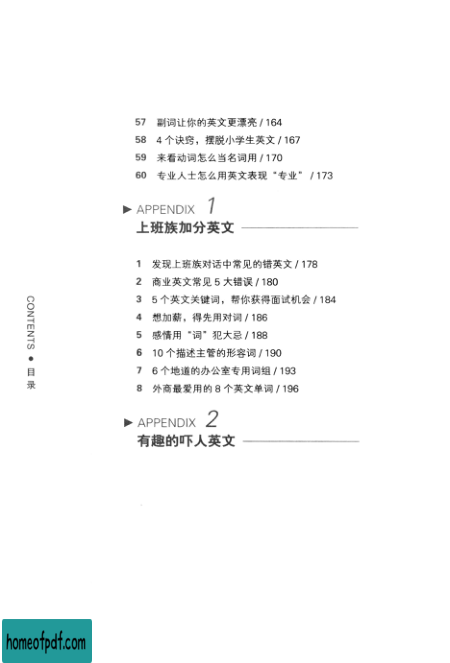 57 副词让你的英文更漂亮 / 164
58 4 个诀窍，摆脱小学生英文 / 167
59 来看动词怎么当名词用 / 170
60 专业人士怎么用英文表现“专业” / 173
▶ APPENDIX 1
上班族加分英文
1 发现上班族对话中常见的错英文 / 178
2 商业英文常见 5 大错误 / 180
3 5 个英文关键词，帮你获得面试机会 / 184
4 想加薪，得先用对词 / 186
5 感情用“词”犯大忌 / 188
6 10 个描述主管的形容词 / 190
7 6 个地道的办公室专用词组 / 193
8 外商最爱用的 8 个英文单词 / 196
▶ APPENDIX 2
有趣的吓人英文
CONTENTS ● 目录
homeofpdf.com